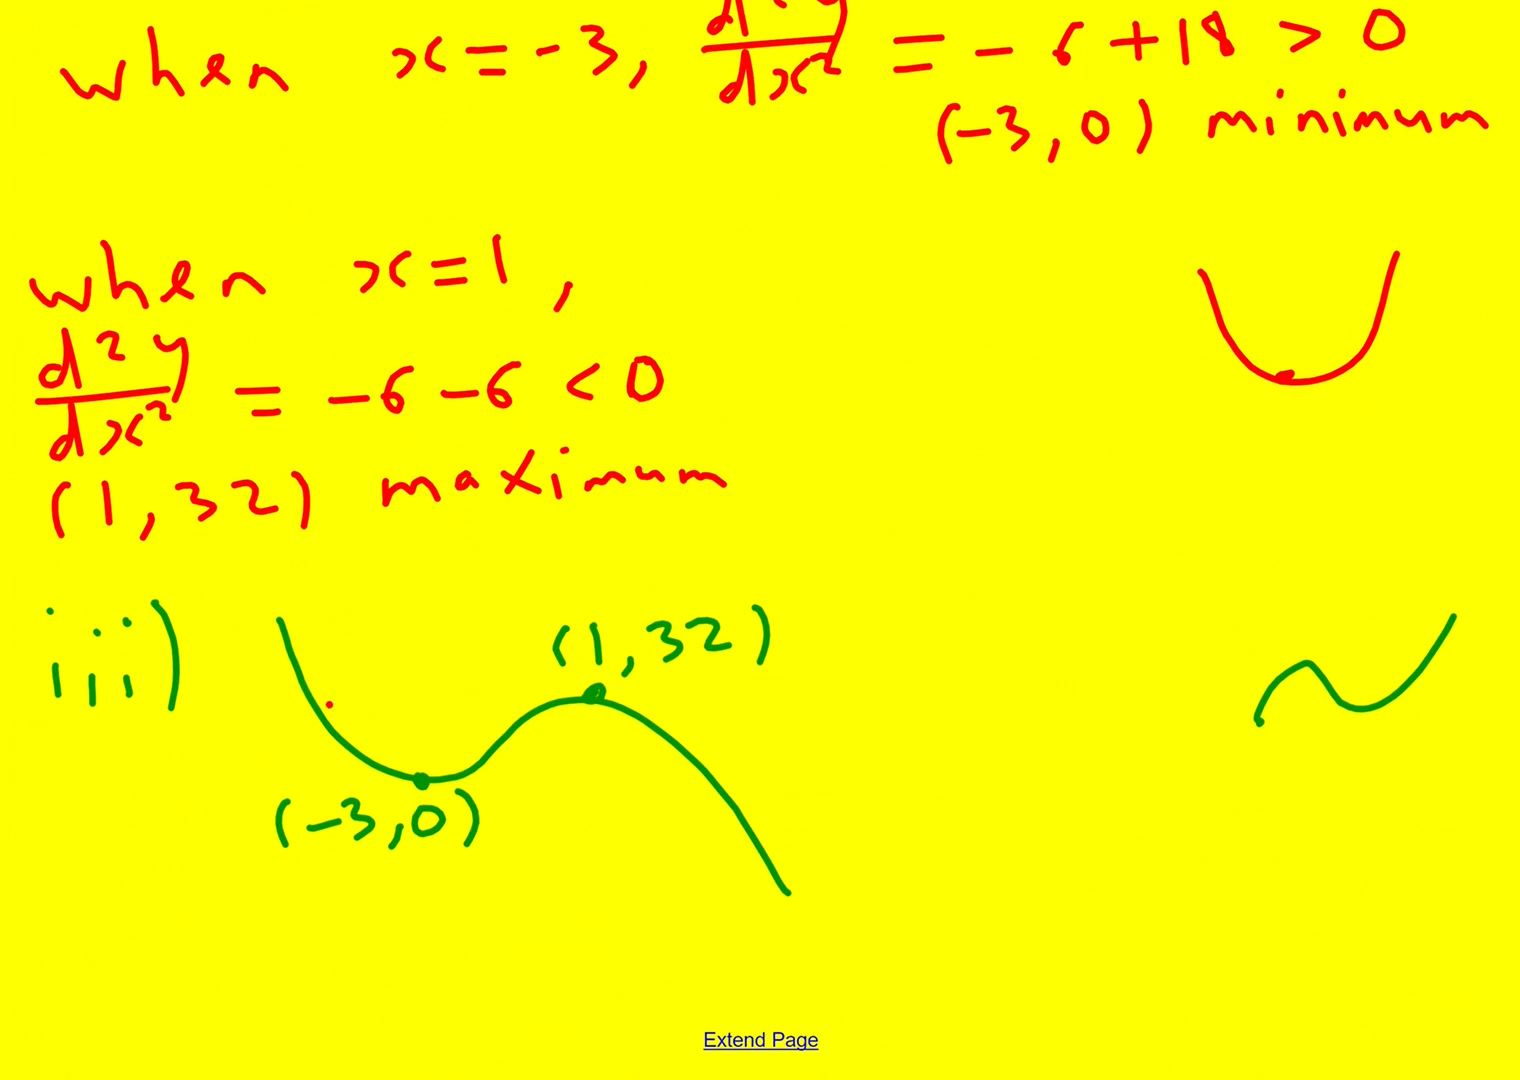 when x = -3, d²y/dx² = - 6 + 18 > 0
(-3, 0) minimum
when x = 1,
d²y/dx² = - 6 - 6 < 0
(1, 32) maximum
iii)
(1, 32)
(-3, 0)
Extend Page